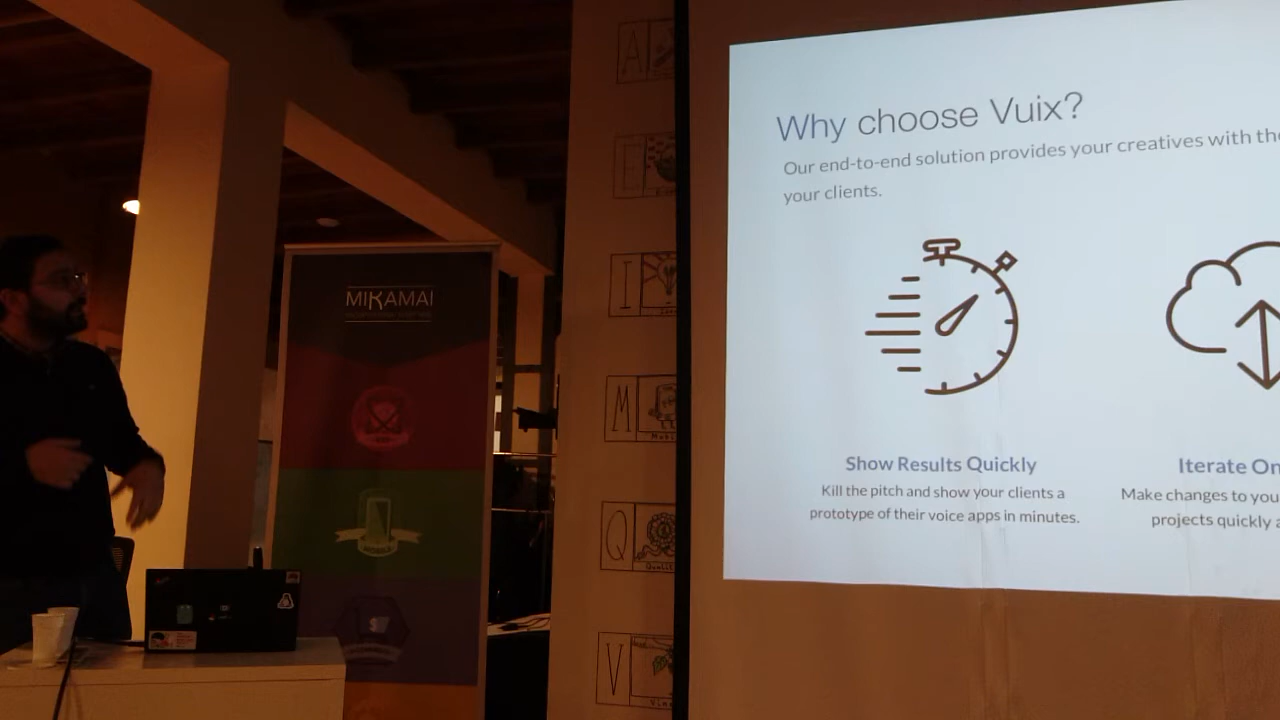 MIKAMAI
MOBILE
A
E
I
M
Q
V
Why choose Vuix?
Our end-to-end solution provides your creatives with the
your clients.
Show Results Quickly
Kill the pitch and show your clients a
prototype of their voice apps in minutes.
Iterate On
Make changes to you
projects quickly a